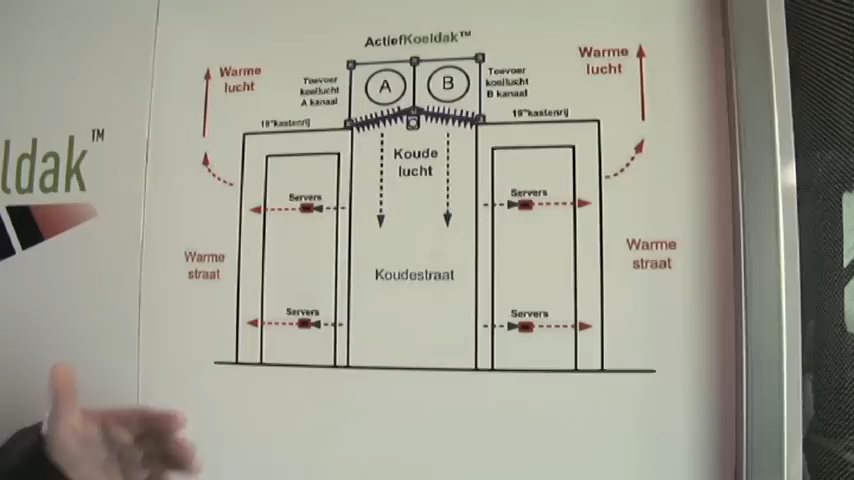 ActiefKoeldak™
Warme
lucht
Toevoer
koellucht
A kanaal
A
B
Toevoer
koellucht
B kanaal
Warme
lucht
19"kastenrij
19"kastenrij
ldak™
Koude
lucht
Servers
Servers
Warme
straat
Koudestraat
Warme
straat
Servers
Servers